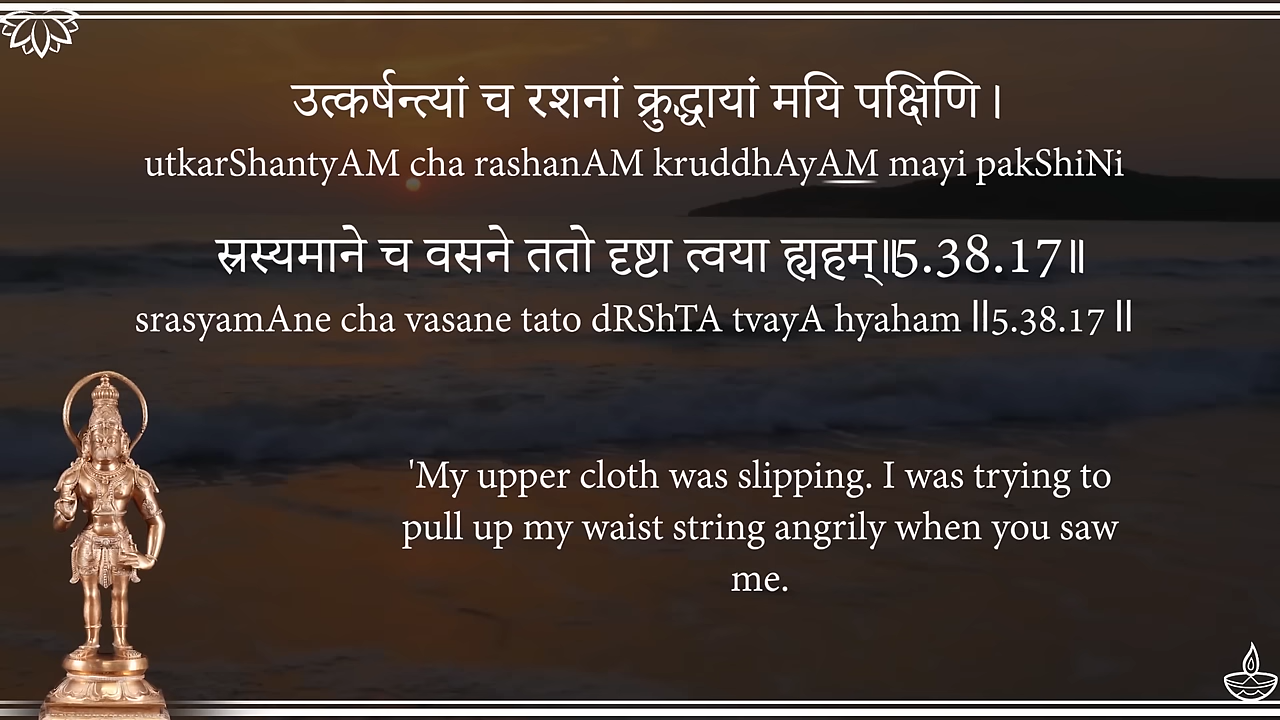 उत्कर्षन्त्यां च रशनां क्रुद्धायां मयि पक्षिणि ।
utkarShantyAM cha rashanAM kruddhAyAM mayi pakShiNi
स्रस्यमाने च वसने ततो दृष्टा त्वया ह्यहम्॥5.38.17॥
srasyamAne cha vasane tato dRShTA tvayA hyaham ||5.38.17 ||
'My upper cloth was slipping. I was trying to
pull up my waist string angrily when you saw
me.